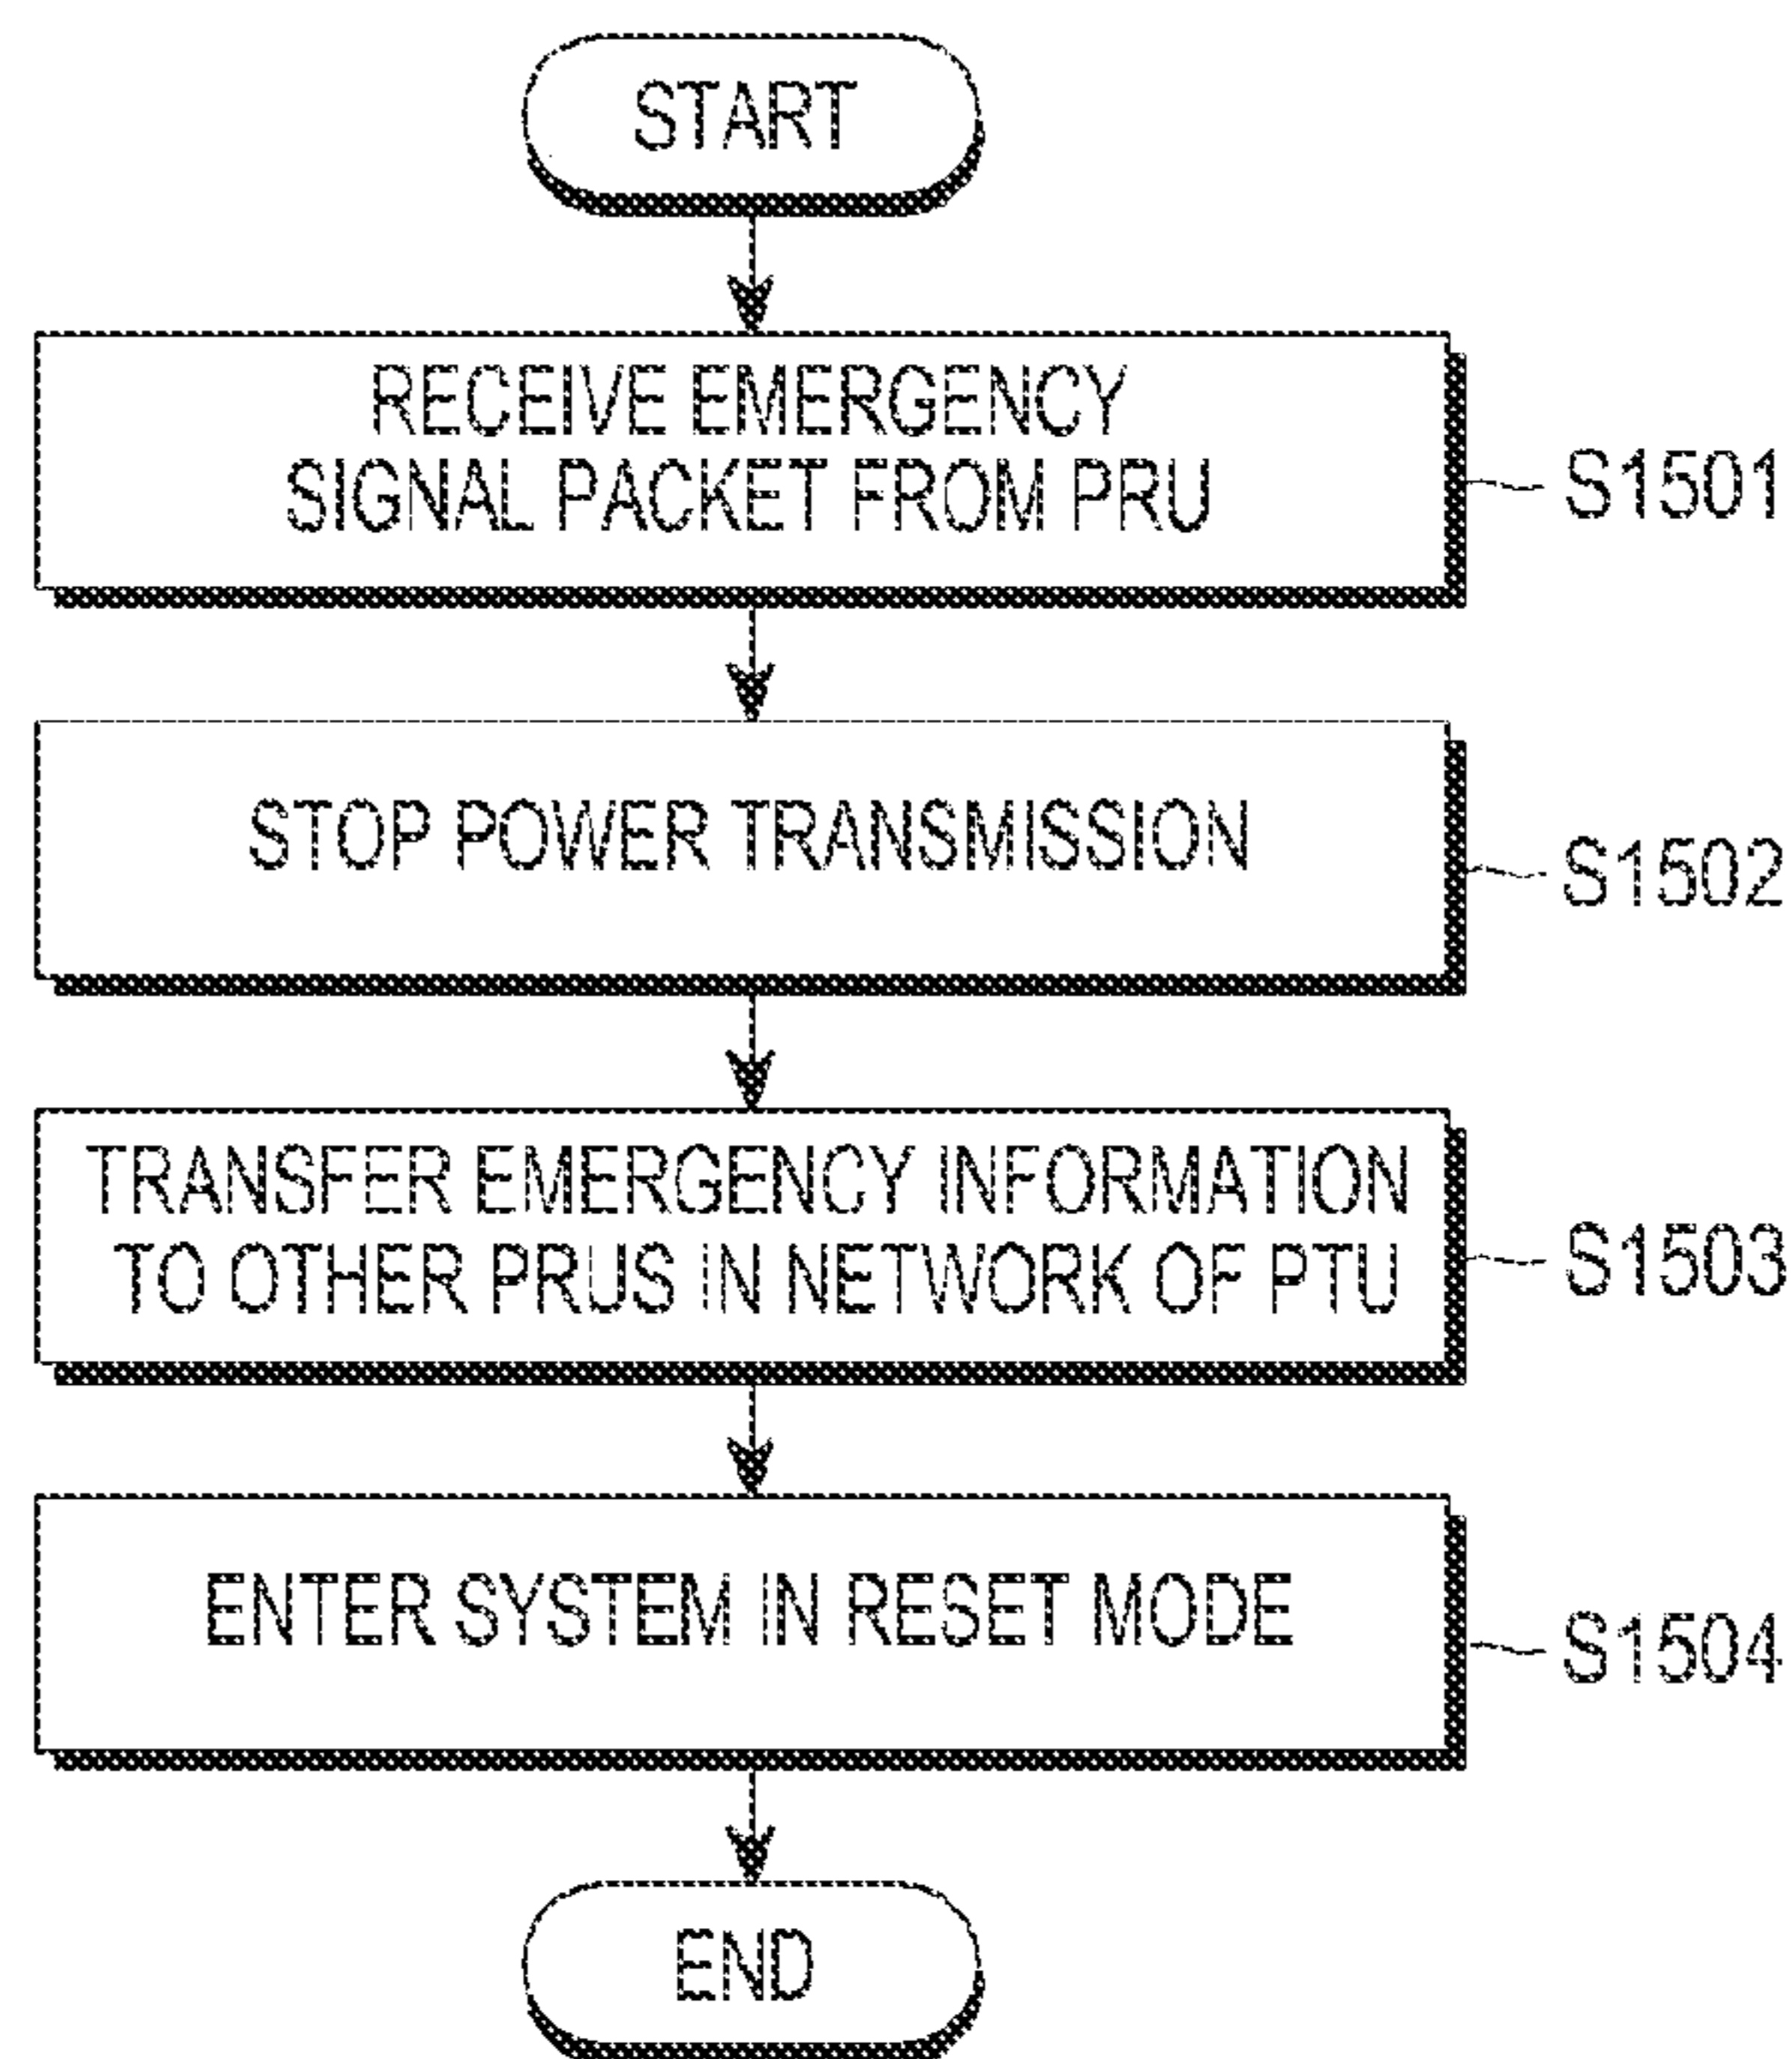 START
RECEIVE EMERGENCY
SIGNAL PACKET FROM PRU
S1501
STOP POWER TRANSMISSION
S1502
TRANSFER EMERGENCY INFORMATION
TO OTHER PRUS IN NETWORK OF PTU
S1503
ENTER SYSTEM IN RESET MODE
S1504
END